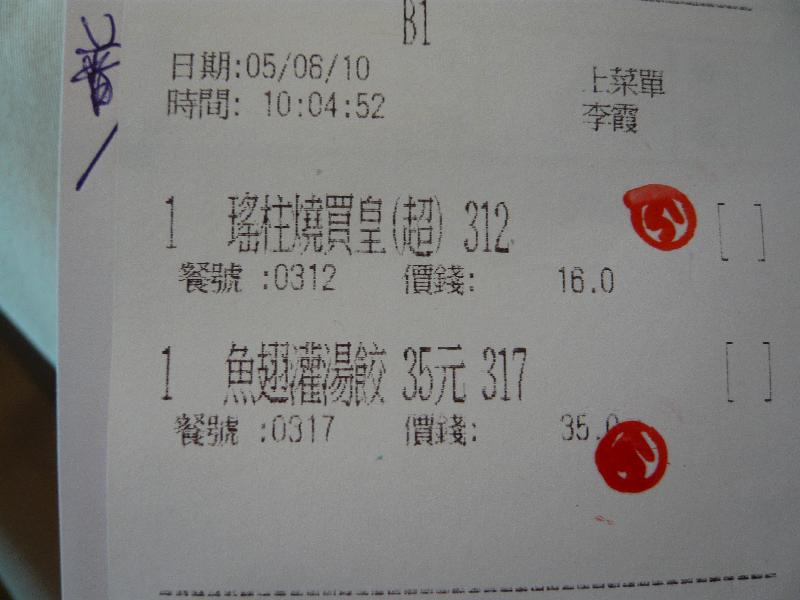 B1
日期:05/06/10
上菜單
時間: 10:04:52
李霞
1 瑤柱燒買皇(超) 312 [ ]
餐號 :0312 價錢: 16.0
1 魚翅灌湯餃 35元 317 [ ]
餐號 :0317 價錢: 35.0